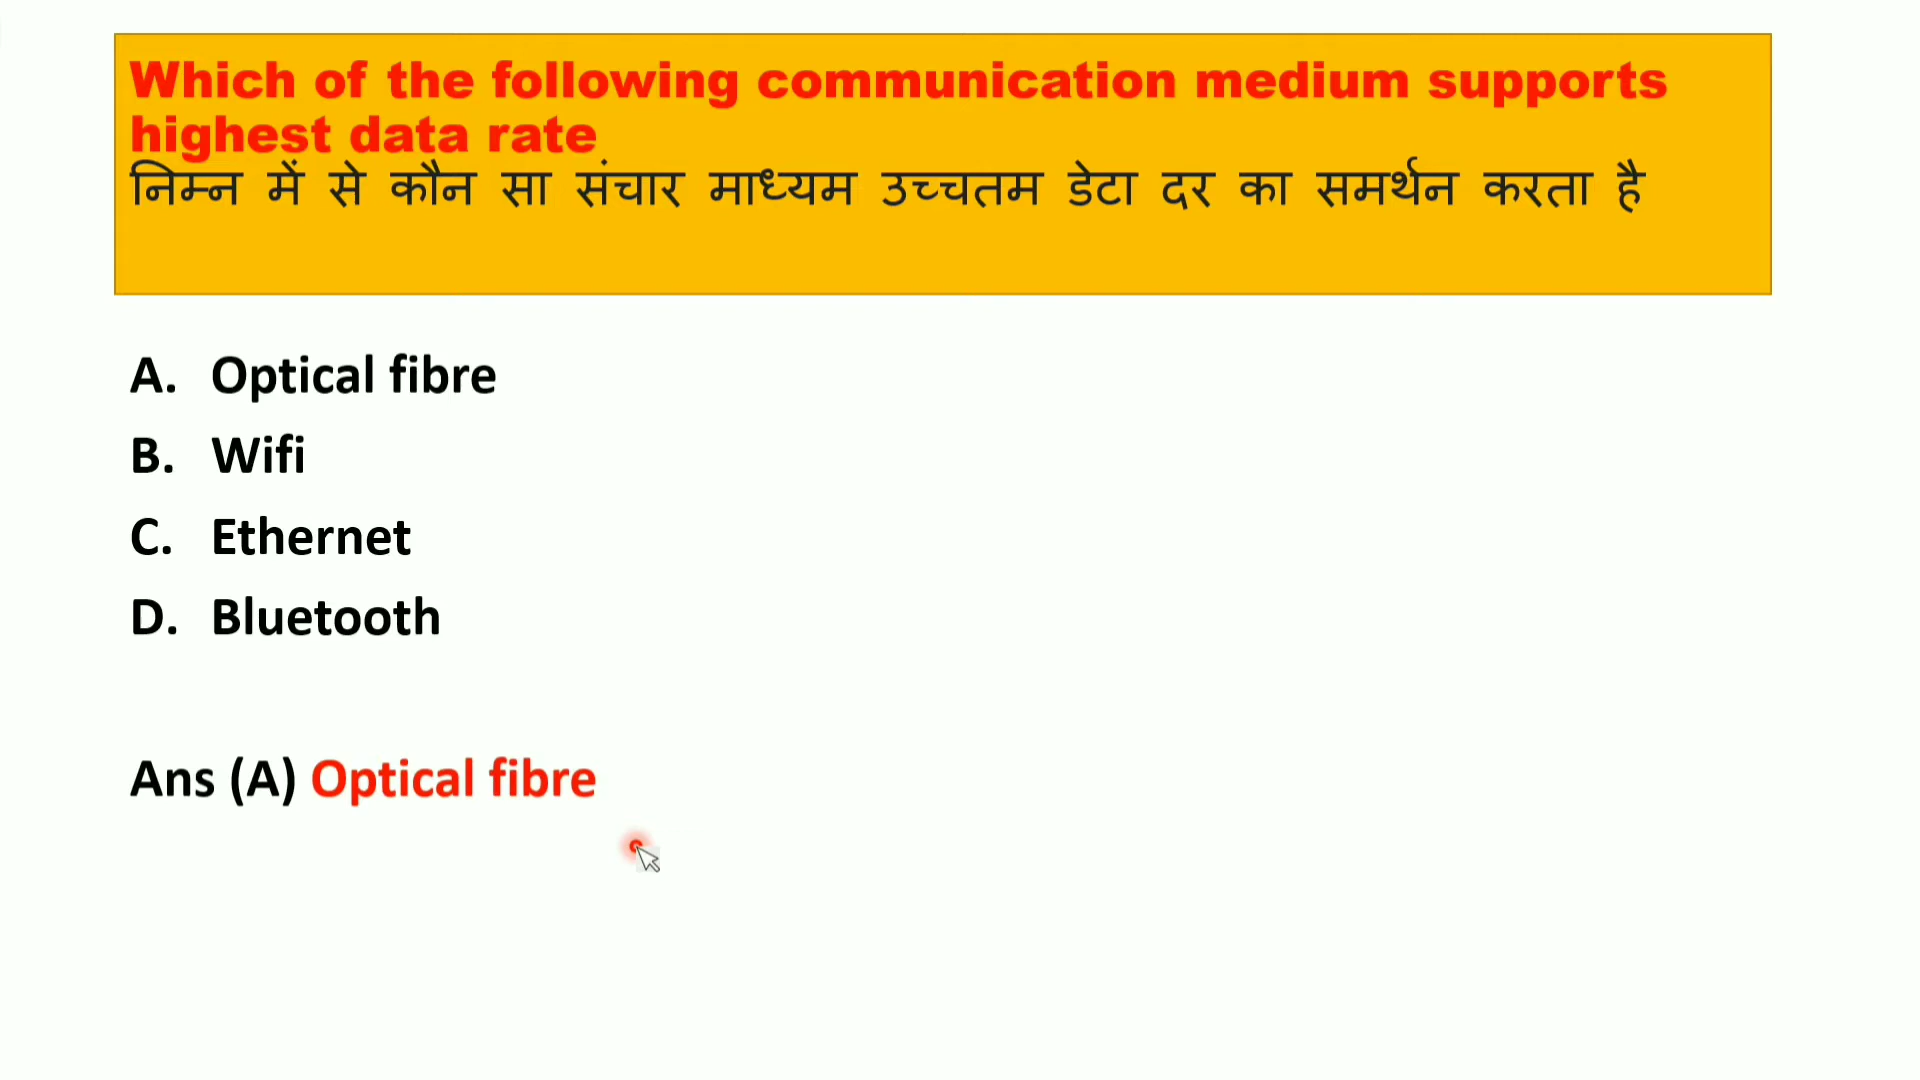 Which of the following communication medium supports
highest data rate
निम्न में से कौन सा संचार माध्यम उच्चतम डेटा दर का समर्थन करता है
A. Optical fibre
B. Wifi
C. Ethernet
D. Bluetooth
Ans (A) Optical fibre